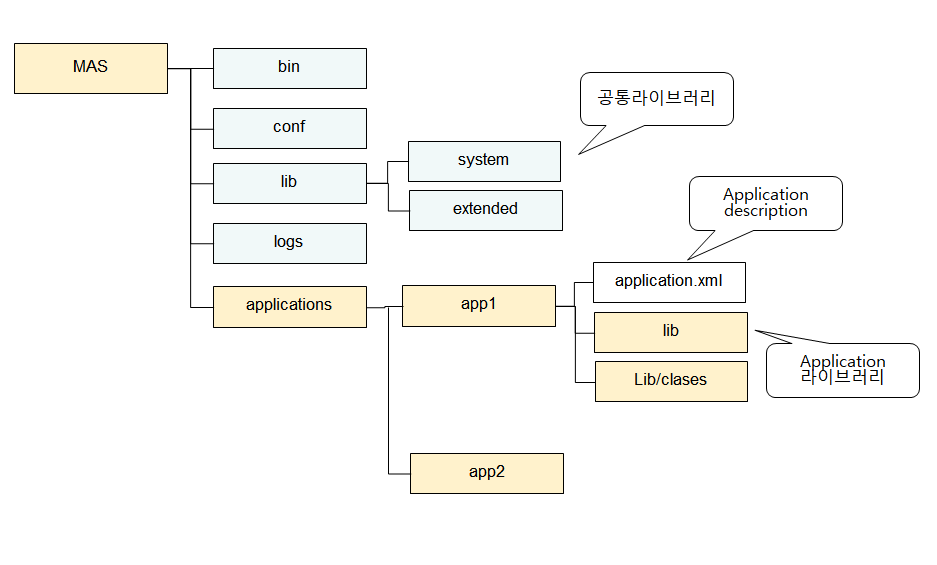 MAS
bin
conf
lib
logs
applications
system
extended
공통라이브러리
app1
app2
Application
description
application.xml
lib
Lib/clases
Application
라이브러리